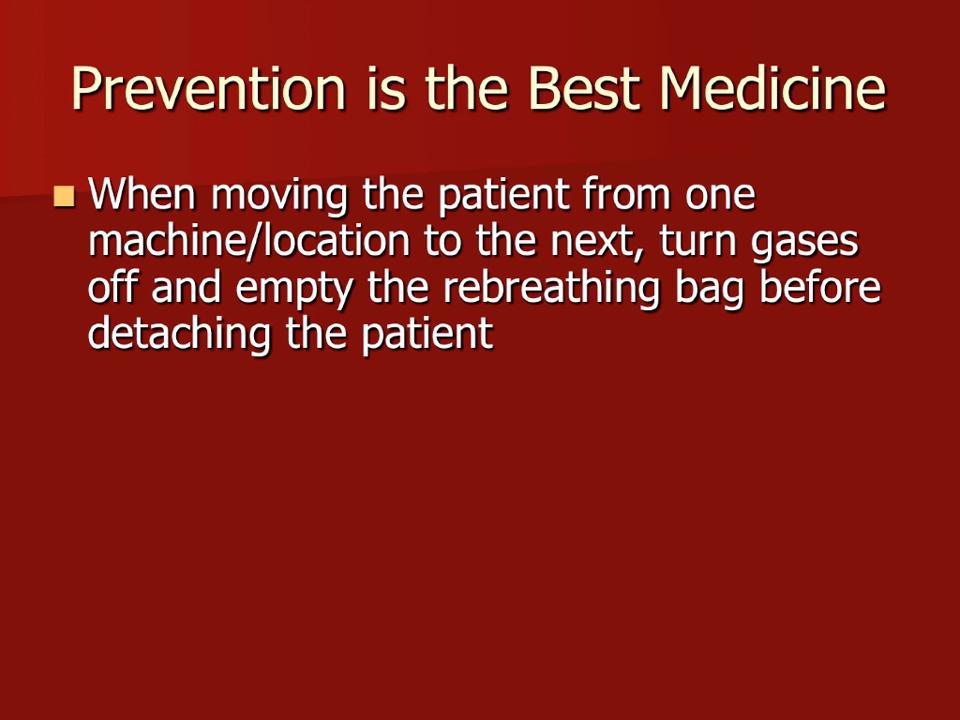 Prevention is the Best Medicine
When moving the patient from one
machine/location to the next, turn gases
off and empty the rebreathing bag before
detaching the patient